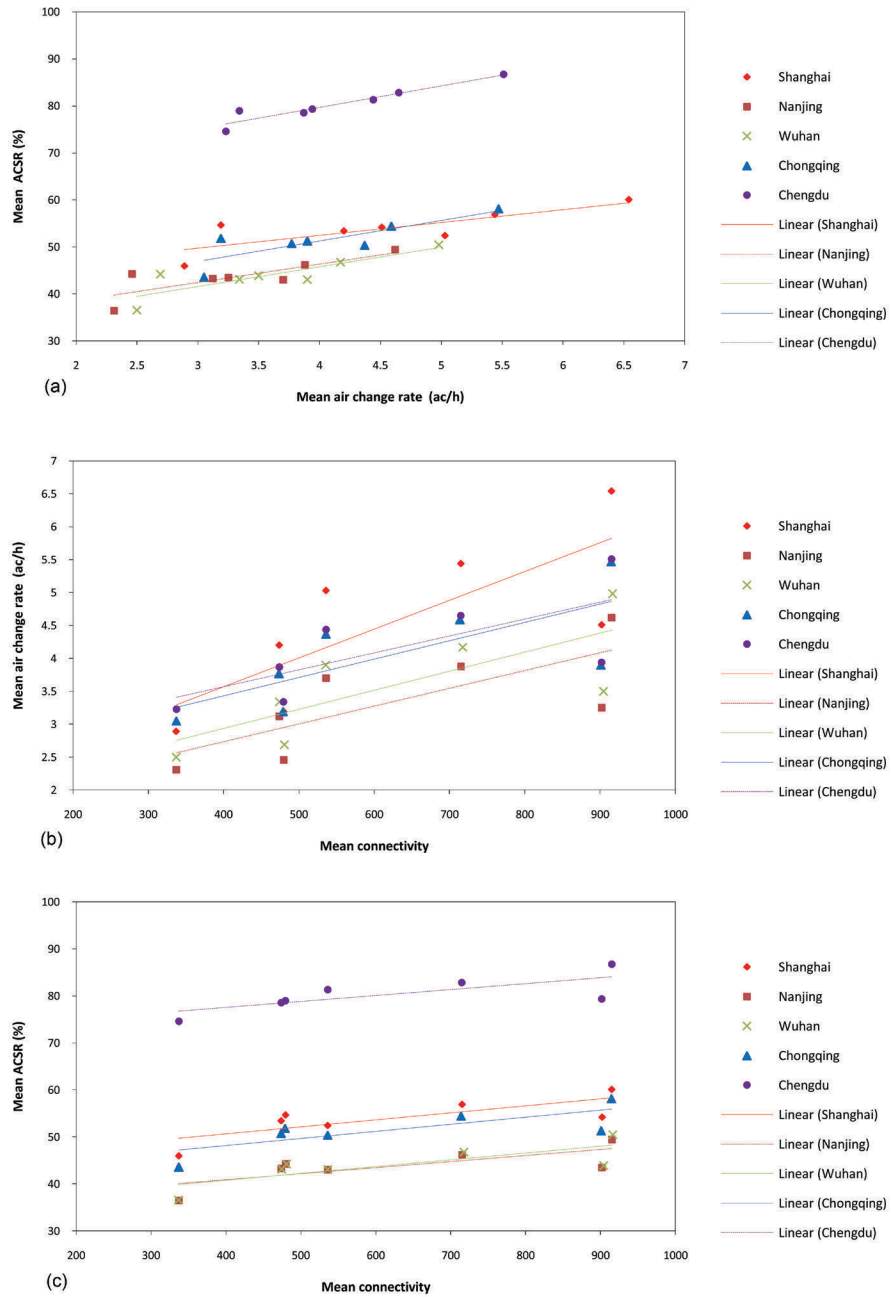 100
90
80
70
60
50
40
30
Mean ACSR (%)
2
2.5
3
3.5
4
4.5
5
5.5
6
6.5
7
(a)
Mean air change rate (ac/h)
Shanghai
Nanjing
Wuhan
Chongqing
Chengdu
Linear (Shanghai)
Linear (Nanjing)
Linear (Wuhan)
Linear (Chongqing)
Linear (Chengdu)
7
6.5
6
5.5
5
4.5
4
3.5
3
2.5
2
Mean air change rate (ac/h)
200
300
400
500
600
700
800
900
1000
(b)
Mean connectivity
Shanghai
Nanjing
Wuhan
Chongqing
Chengdu
Linear (Shanghai)
Linear (Nanjing)
Linear (Wuhan)
Linear (Chongqing)
Linear (Chengdu)
100
90
80
70
60
50
40
30
Mean ACSR (%)
200
300
400
500
600
700
800
900
1000
(c)
Mean connectivity
Shanghai
Nanjing
Wuhan
Chongqing
Chengdu
Linear (Shanghai)
Linear (Nanjing)
Linear (Wuhan)
Linear (Chongqing)
Linear (Chengdu)